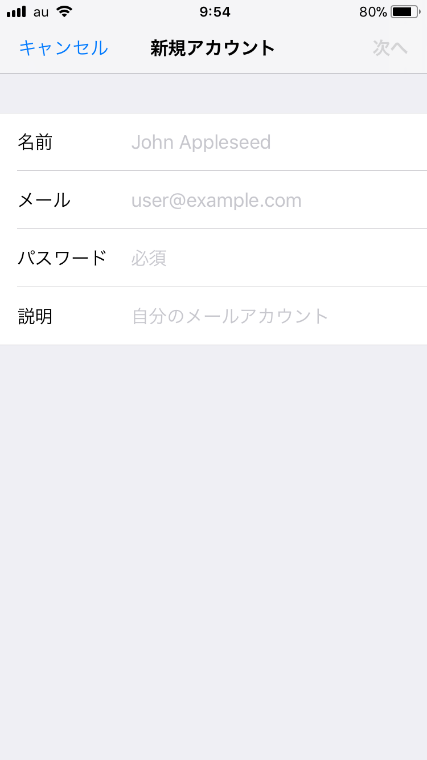 au 9:54 80%
キャンセル 新規アカウント 次へ
名前 John Appleseed
メール user@example.com
パスワード 必須
説明 自分のメールアカウント